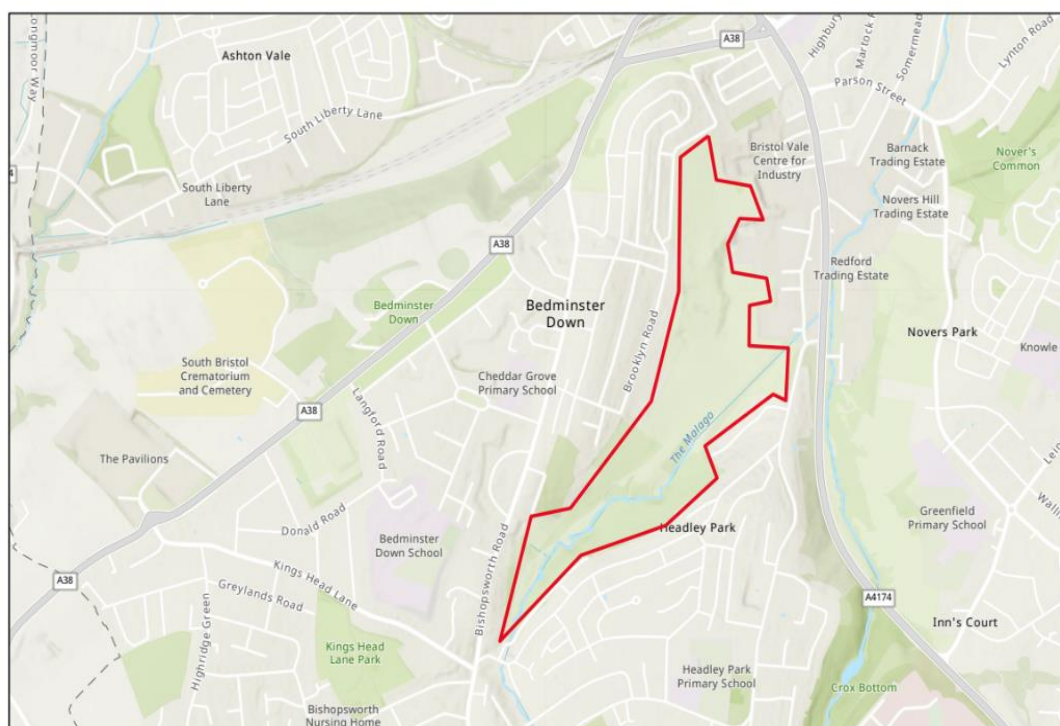 Longmoor Way
Ashton Vale
A38
Highbury
Martock
Somermead
Lynton Road
Parson Street
South Liberty Lane
Bristol Vale
Centre for
Industry
Barnack
Trading Estate
Nover's
Common
South Liberty
Lane
Novers Hill
Trading Estate
A38
Redford
Trading Estate
Bedminster
Down
Bedminster
Down
Brooklyn Road
Novers Park
Knowle
South Bristol
Crematorium
and Cemetery
Cheddar Grove
Primary School
Langford Road
A38
The Malago
The Pavilions
Donald Road
Bedminster
Down School
Headley Park
Greenfield
Primary School
Bishopsworth Road
Kings Head Lane
A38
Greylands Road
Highridge Green
A4174
Inn's Court
Kings Head
Lane Park
Headley Park
Primary School
Crox Bottom
Bishopsworth
Nursing Home